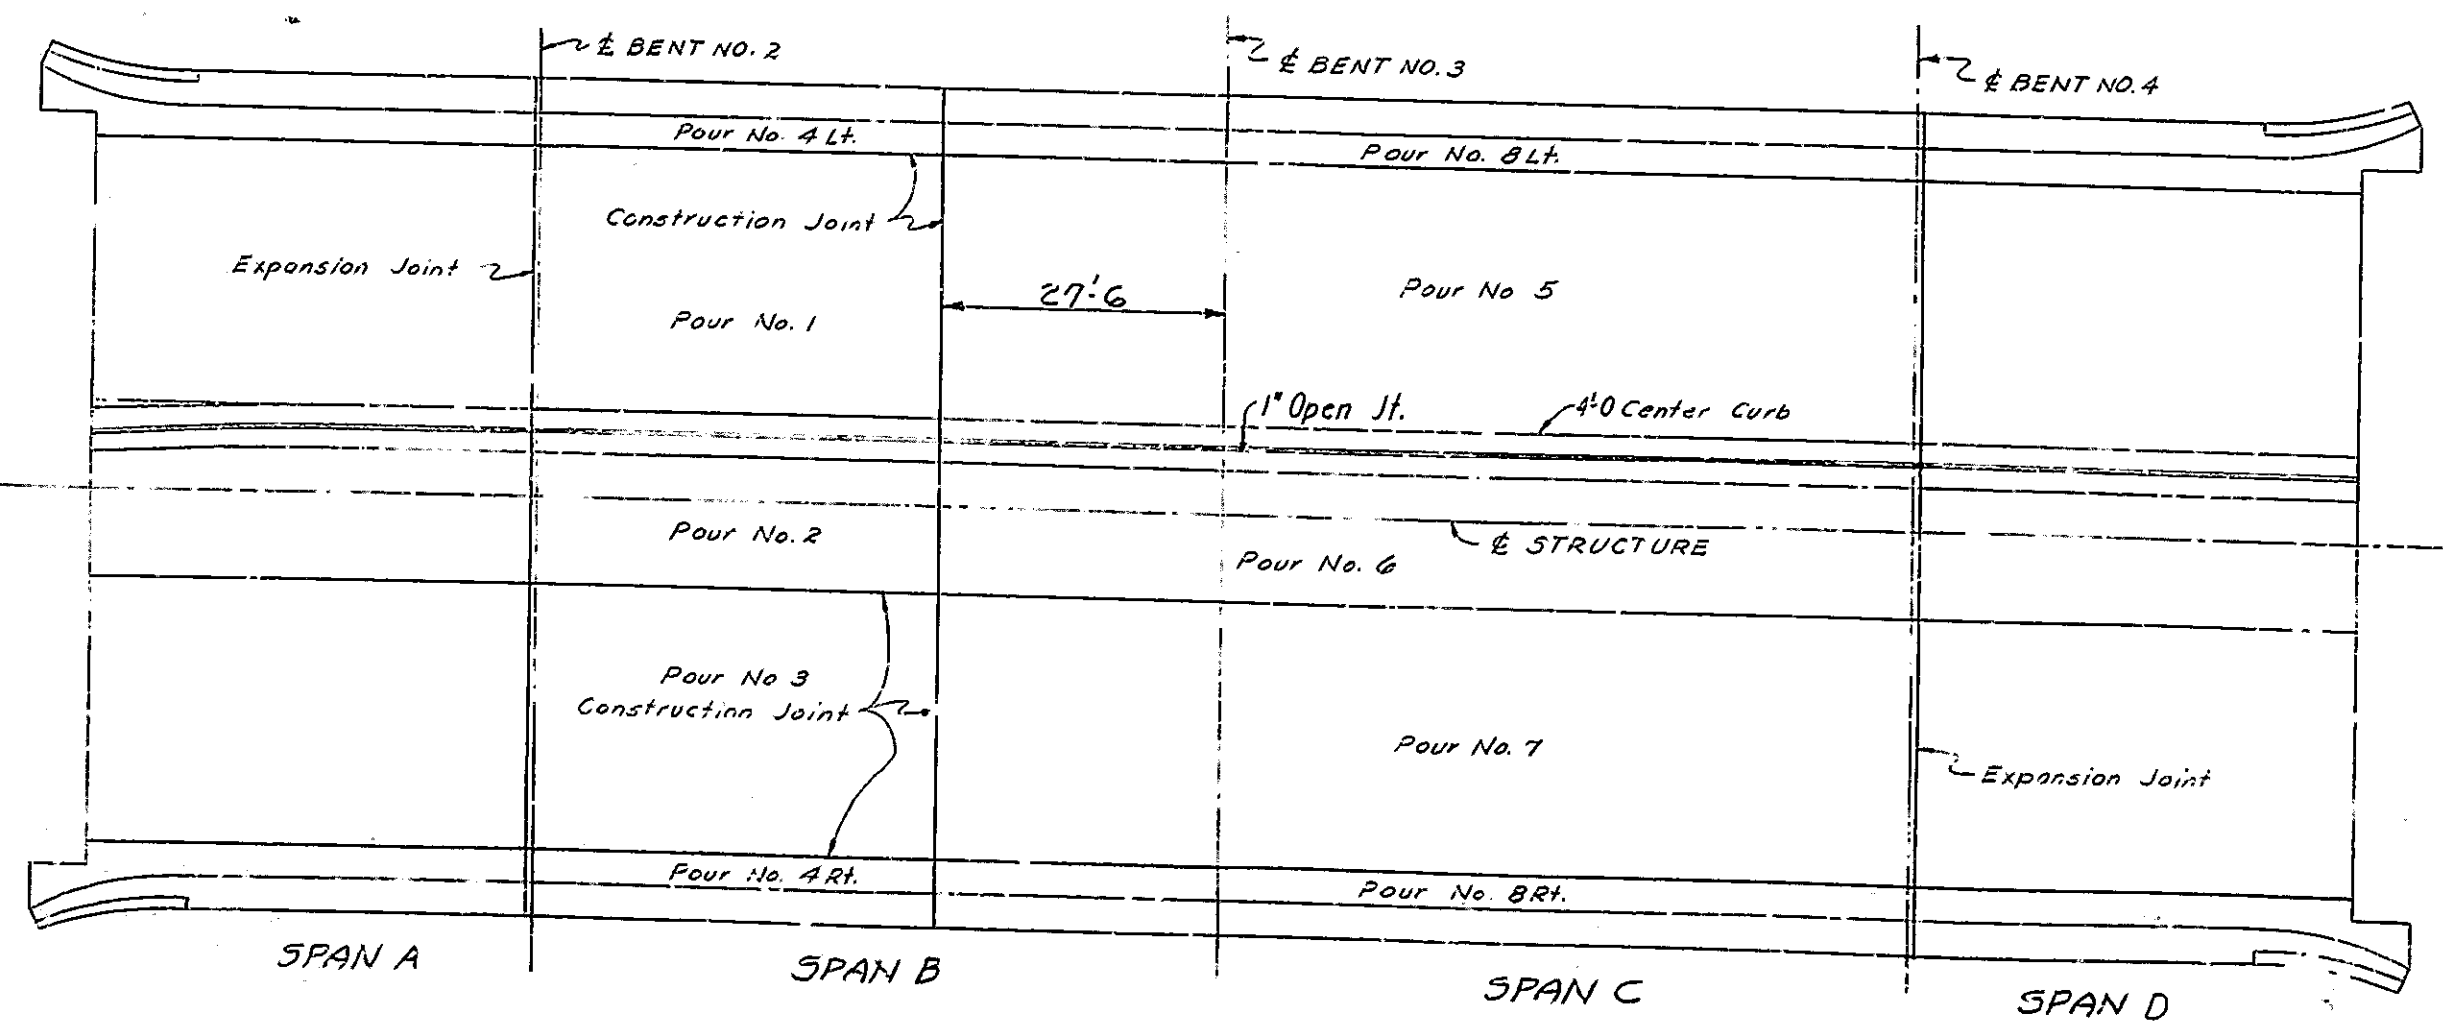 ℄ BENT NO. 2
℄ BENT NO. 3
℄ BENT NO. 4
Pour No. 4 Lt.
Pour No. 8 Lt.
Construction Joint
Expansion Joint
27'-6
Pour No 5
Pour No. 1
1" Open Jt.
4'-0 Center Curb
Pour No. 2
℄ STRUCTURE
Pour No. 6
Pour No 3
Construction Joint
Pour No. 7
Expansion Joint
Pour No. 4 Rt.
Pour No. 8 Rt.
SPAN A
SPAN B
SPAN C
SPAN D